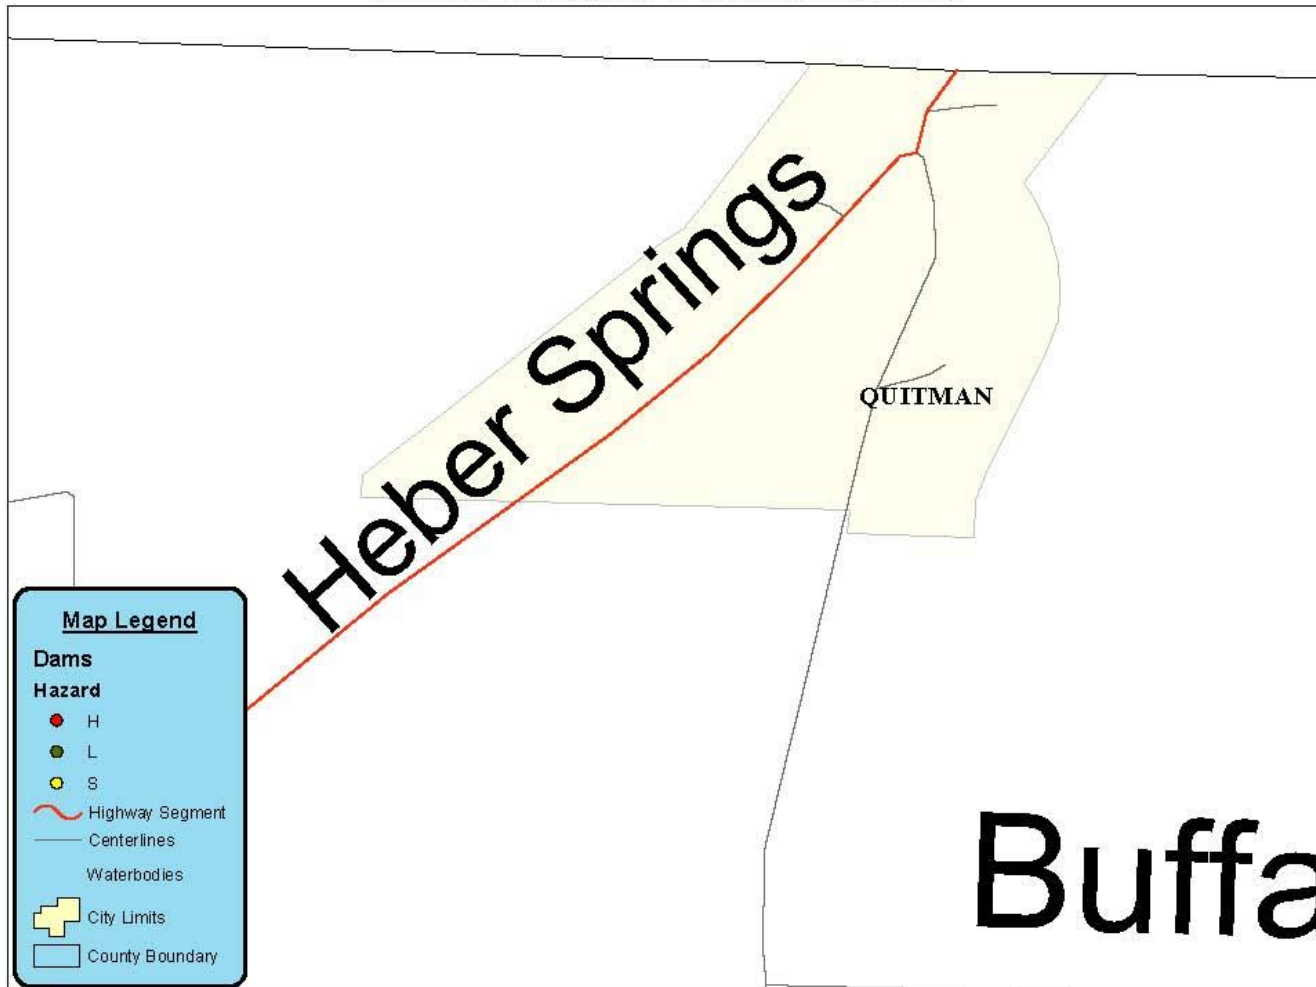 Heber Springs
QUITMAN
Map Legend
Dams
Hazard
H
L
S
Highway Segment
Centerlines
Waterbodies
City Limits
County Boundary
Buffa